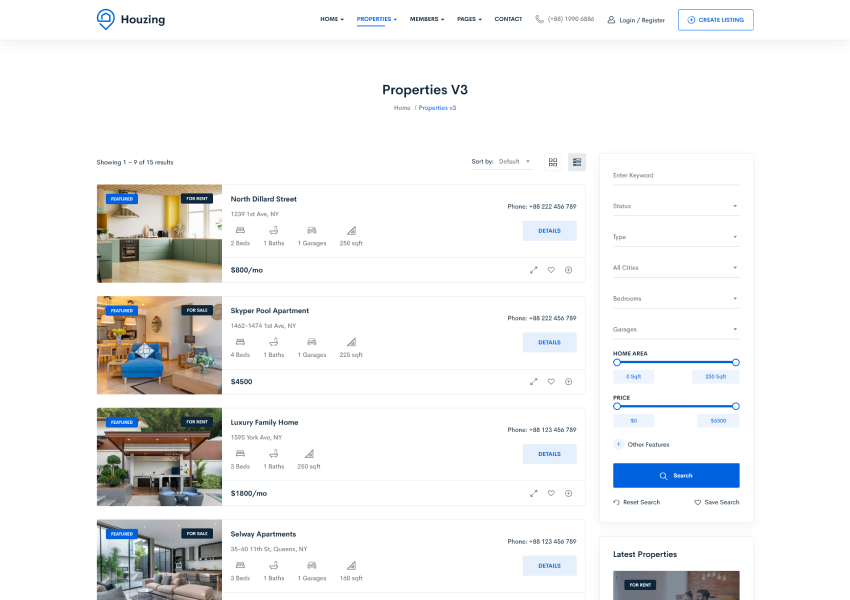 Houzing
HOME
PROPERTIES
MEMBERS
PAGES
CONTACT
(+88) 1990 6886
Login / Register
CREATE LISTING
Properties V3
Home / Properties v3
Showing 1 – 9 of 15 results
Sort by: Default
FEATURED
FOR RENT
North Dillard Street
1239 1st Ave, NY
2 Beds
1 Baths
1 Garages
250 sqft
Phone: +88 222 456 789
DETAILS
$800/mo
FEATURED
FOR SALE
Skyper Pool Apartment
1462-1474 1st Ave, NY
4 Beds
1 Baths
1 Garages
225 sqft
Phone: +88 222 456 789
DETAILS
$4500
FEATURED
FOR RENT
Luxury Family Home
1595 York Ave, NY
3 Beds
1 Baths
250 sqft
Phone: +88 123 456 789
DETAILS
$1800/mo
FEATURED
FOR SALE
Selway Apartments
35-60 11th St, Queens, NY
3 Beds
1 Baths
1 Garages
160 sqft
Phone: +88 123 456 789
DETAILS
Enter Keyword
Status
Type
All Cities
Bedrooms
Garages
HOME AREA
0 Sqft
250 Sqft
PRICE
$0
$6500
Other Features
Search
Reset Search
Save Search
Latest Properties
FOR RENT